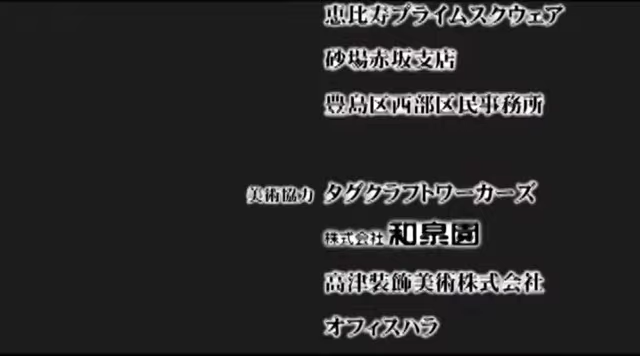 恵比寿プライムスクウェア
砂場赤坂支店
豊島区西部区民事務所
美術協力 タグクラフトワーカーズ
株式会社 和泉園
高津装飾美術株式会社
オフィスハラ